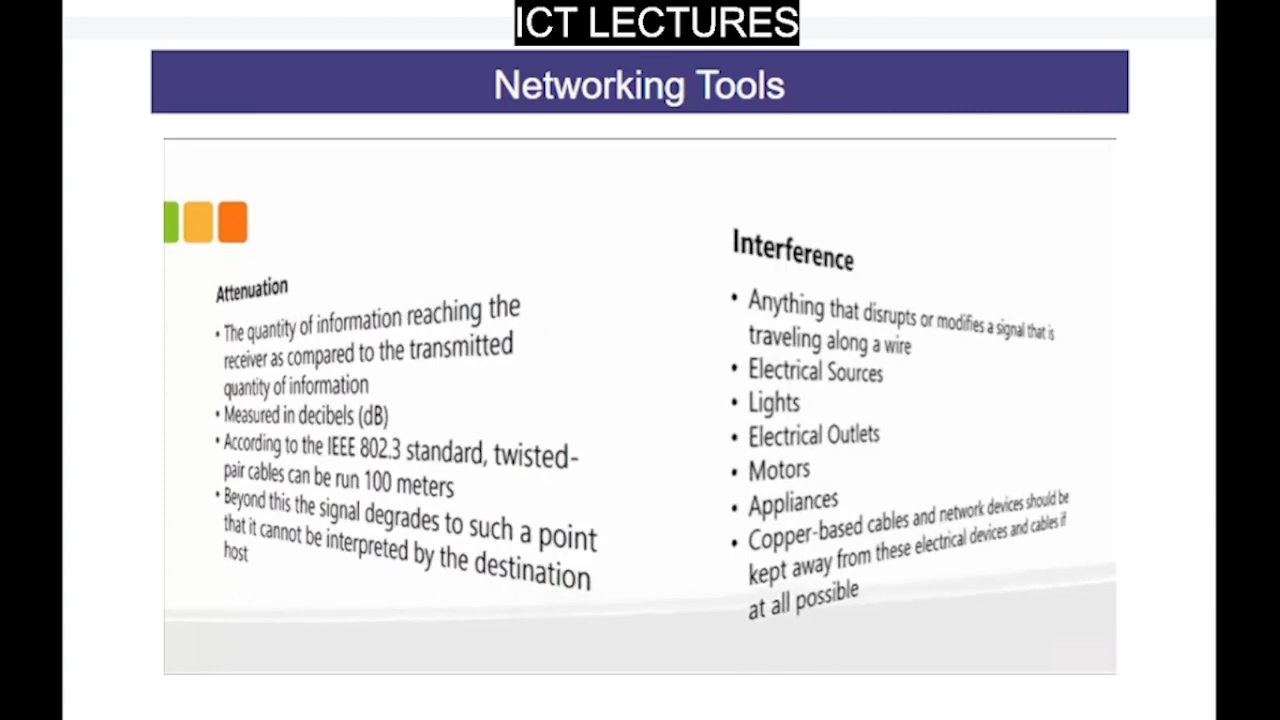 ICT LECTURES
Networking Tools
Attenuation
• The quantity of information reaching the
receiver as compared to the transmitted
quantity of information
• Measured in decibels (dB)
• According to the IEEE 802.3 standard, twisted-
pair cables can be run 100 meters
• Beyond this the signal degrades to such a point
that it cannot be interpreted by the destination
host
Interference
• Anything that disrupts or modifies a signal that is
traveling along a wire
• Electrical Sources
• Lights
• Electrical Outlets
• Motors
• Appliances
• Copper-based cables and network devices should be
kept away from these electrical devices and cables if
at all possible